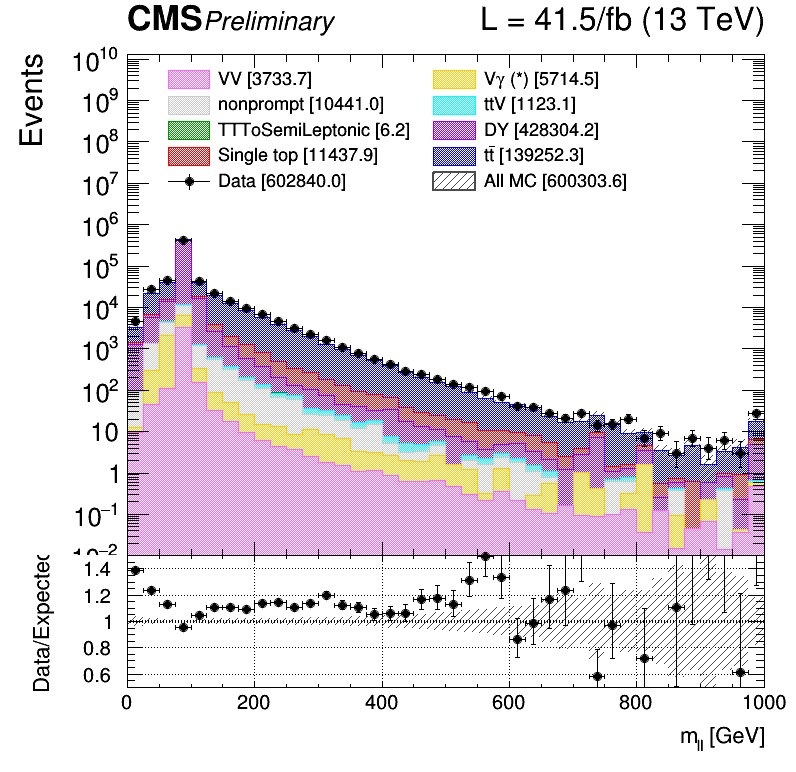 CMS Preliminary L = 41.5/fb (13 TeV)
Events
10^10
10^9
10^8
10^7
10^6
10^5
10^4
10^3
10^2
10
1
10^−1
10^−2
VV [3733.7]
Vγ (*) [5714.5]
nonprompt [10441.0]
ttV [1123.1]
TTToSemiLeptonic [6.2]
DY [428304.2]
Single top [11437.9]
tt̄ [139252.3]
Data [602840.0]
All MC [600303.6]
Data/Expected
1.4
1.2
1
0.8
0.6
0 200 400 600 800 1000
m_ll [GeV]